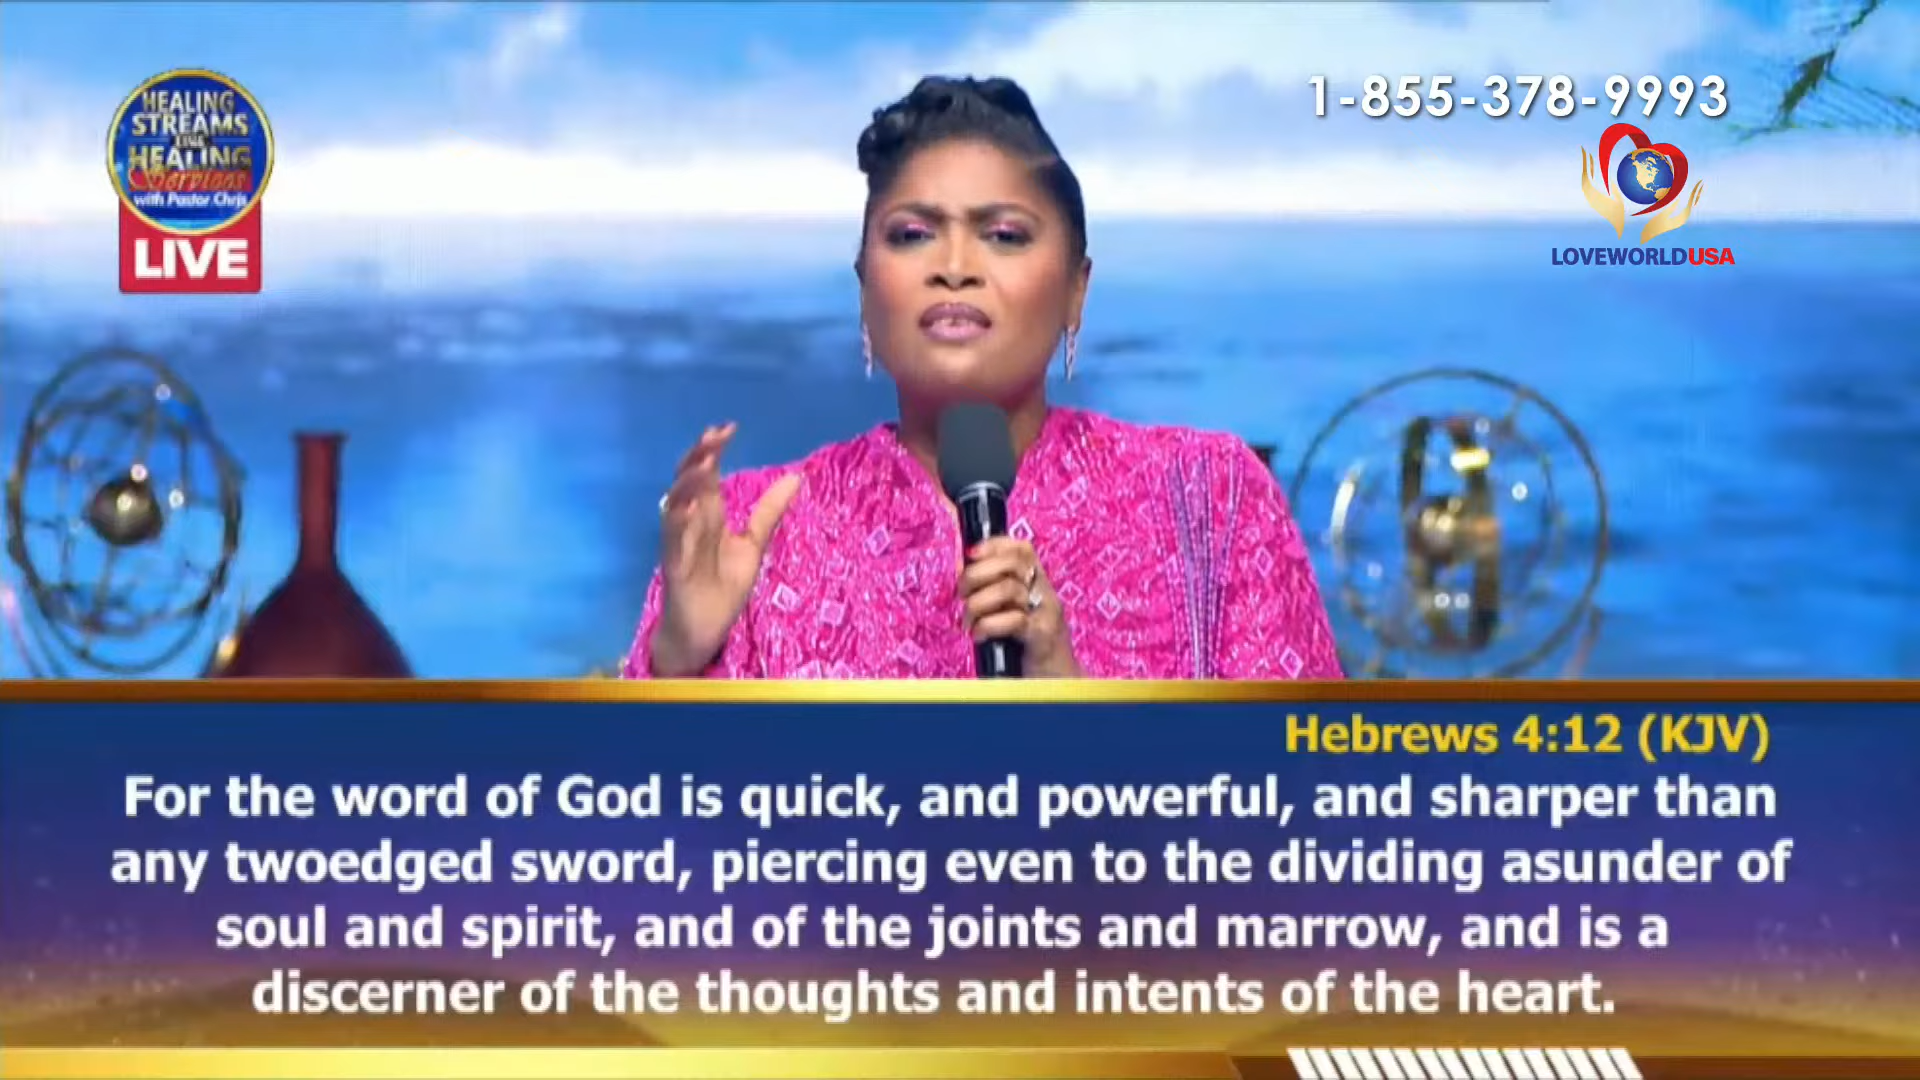 HEALING
STREAMS
LIVE
HEALING
Services
with Pastor Chris
LIVE
1-855-378-9993
LOVEWORLDUSA
Hebrews 4:12 (KJV)
For the word of God is quick, and powerful, and sharper than
any twoedged sword, piercing even to the dividing asunder of
soul and spirit, and of the joints and marrow, and is a
discerner of the thoughts and intents of the heart.